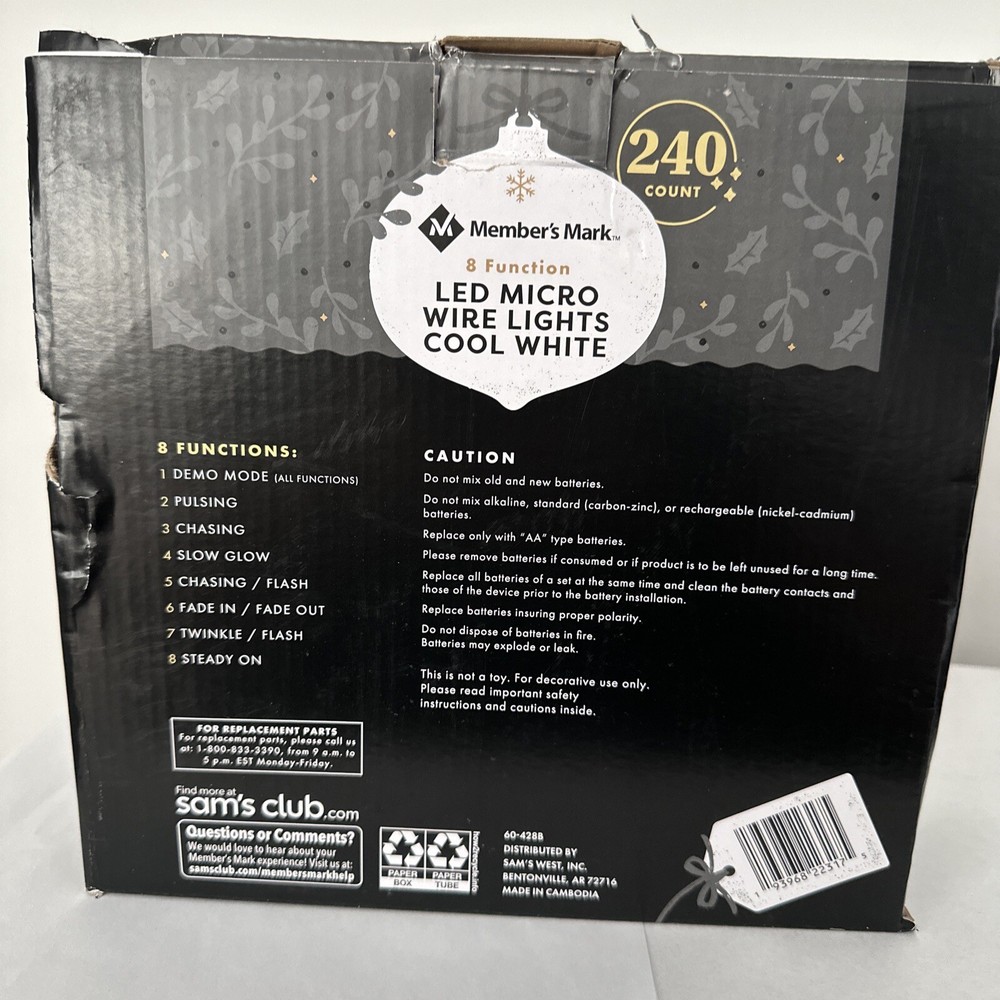 240
COUNT
Member's Mark™
8 Function
LED MICRO
WIRE LIGHTS
COOL WHITE
8 FUNCTIONS:
1 DEMO MODE (ALL FUNCTIONS)
2 PULSING
3 CHASING
4 SLOW GLOW
5 CHASING / FLASH
6 FADE IN / FADE OUT
7 TWINKLE / FLASH
8 STEADY ON
CAUTION
Do not mix old and new batteries.
Do not mix alkaline, standard (carbon-zinc), or rechargeable (nickel-cadmium)
batteries.
Replace only with "AA" type batteries.
Please remove batteries if consumed or if product is to be left unused for a long time.
Replace all batteries of a set at the same time and clean the battery contacts and
those of the device prior to the battery installation.
Replace batteries insuring proper polarity.
Do not dispose of batteries in fire.
Batteries may explode or leak.
This is not a toy. For decorative use only.
Please read important safety
instructions and cautions inside.
FOR REPLACEMENT PARTS
For replacement parts, please call us
at: 1-800-833-3390, from 9 a.m. to
5 p.m. EST Monday-Friday.
Find more at
sam's club.com
Questions or Comments?
We would love to hear about your
Member's Mark experience! Visit us at:
samsclub.com/membersmarkhelp
PAPER
BOX
PAPER
TUBE
how2recycle.info
60-428B
DISTRIBUTED BY
SAM'S WEST, INC.
BENTONVILLE, AR 72716
MADE IN CAMBODIA
1 93968 22317 5